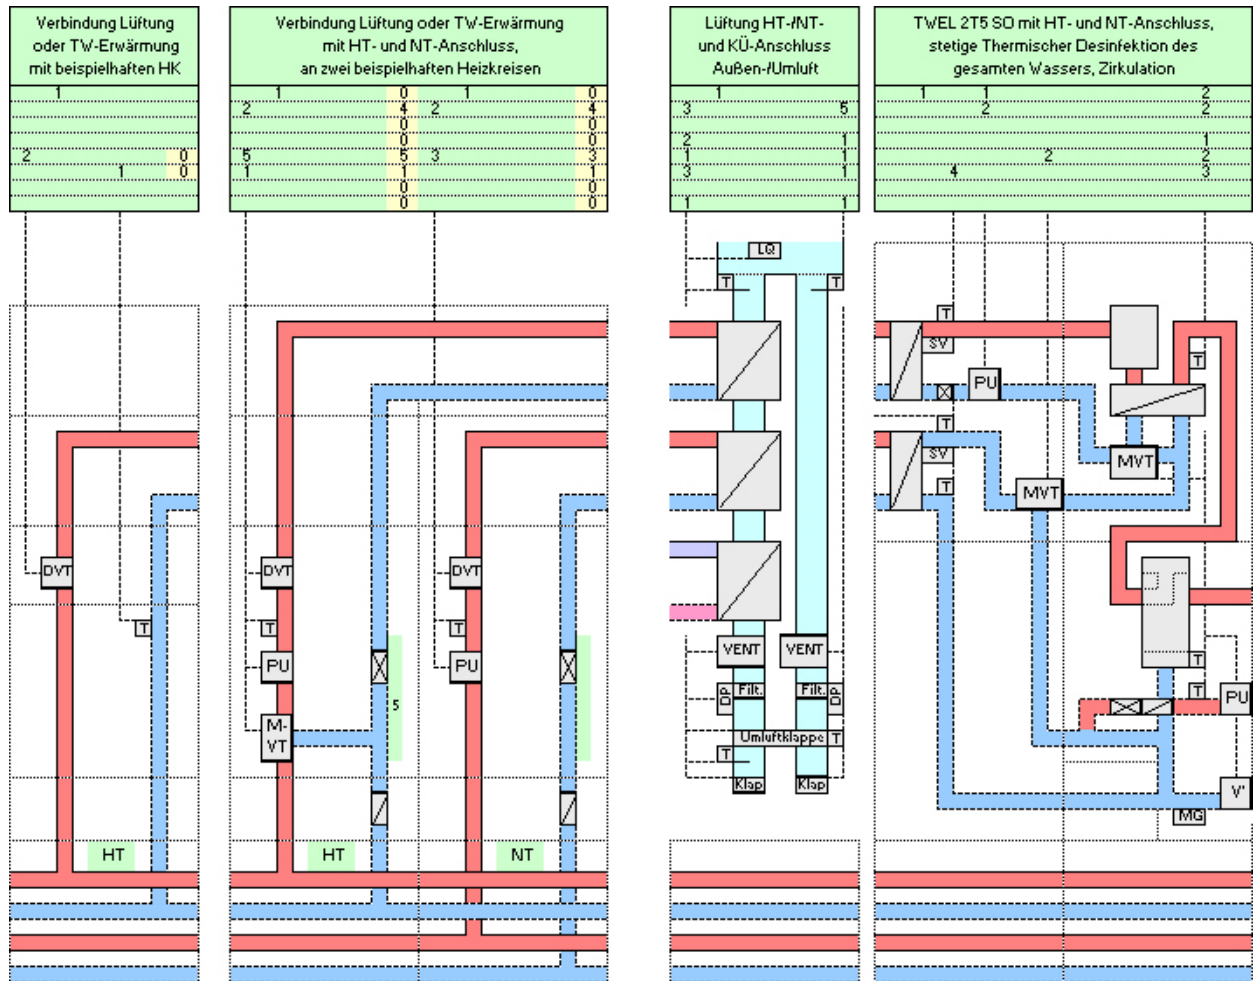 Verbindung Lüftung
oder TW-Erwärmung
mit beispielhaften HK
1
2 0
1 0
Verbindung Lüftung oder TW-Erwärmung
mit HT- und NT-Anschluss,
an zwei beispielhaften Heizkreisen
1 0 1 0
2 4 2 4
0 0
0 0
5 5 3 3
1 1 1
0 0
0 0
Lüftung HT-/NT-
und KÜ-Anschluss
Außen-/Umluft
1
3 5
2 1
1 1
3 1
1 1
TWEL 2T5 SO mit HT- und NT-Anschluss,
stetige Thermischer Desinfektion des
gesamten Wassers, Zirkulation
1 1 2
2 2
1
2 2
4 3
DVT
T
HT
DVT
T
PU
M-
VT
5
HT
DVT
T
PU
NT
LQ
T T
VENT VENT
DP Filt. Filt. DP
Umluftklappe T
T
Klap Klap
T
SV
T
PU
T
SV
MVT
T
MVT
T
T
PU
V'
MG